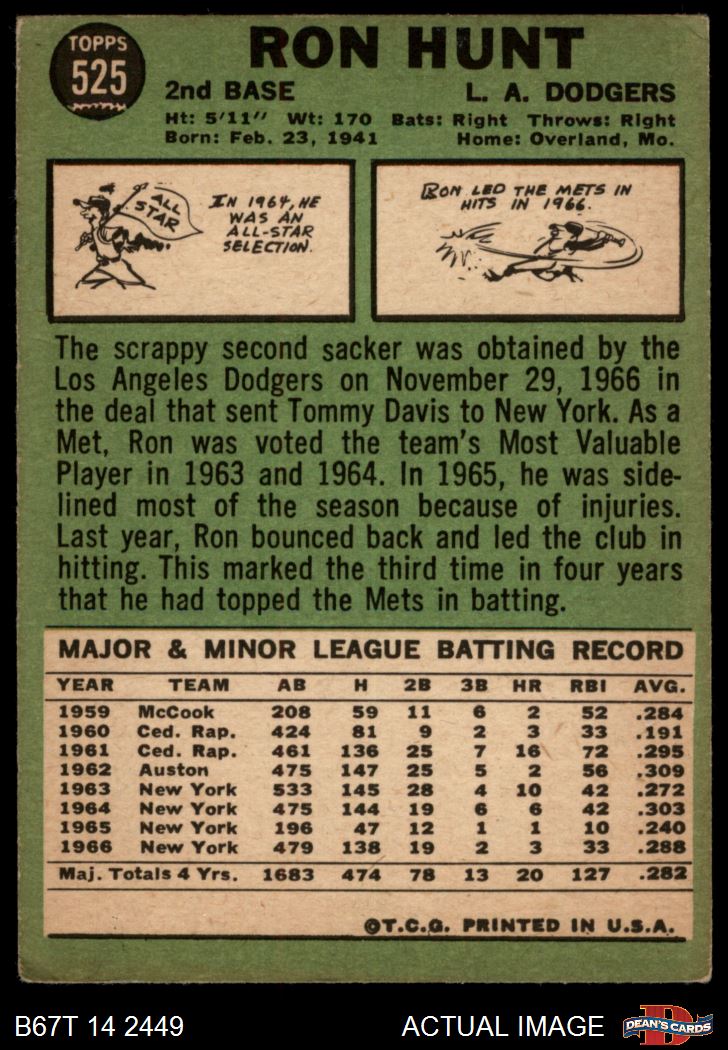 TOPPS
525
RON HUNT
2nd BASE L. A. DODGERS
Ht: 5'11" Wt: 170 Bats: Right Throws: Right
Born: Feb. 23, 1941 Home: Overland, Mo.
ALL
STAR
IN 1964, HE
WAS AN
ALL-STAR
SELECTION.
RON LED THE METS IN
HITS IN 1966.
The scrappy second sacker was obtained by the
Los Angeles Dodgers on November 29, 1966 in
the deal that sent Tommy Davis to New York. As a
Met, Ron was voted the team's Most Valuable
Player in 1963 and 1964. In 1965, he was side-
lined most of the season because of injuries.
Last year, Ron bounced back and led the club in
hitting. This marked the third time in four years
that he had topped the Mets in batting.
MAJOR & MINOR LEAGUE BATTING RECORD
YEAR TEAM AB H 2B 3B HR RBI AVG.
1959 McCook 208 59 11 6 2 52 .284
1960 Ced. Rap. 424 81 9 2 3 33 .191
1961 Ced. Rap. 461 136 25 7 16 72 .295
1962 Auston 475 147 25 5 2 56 .309
1963 New York 533 145 28 4 10 42 .272
1964 New York 475 144 19 6 6 42 .303
1965 New York 196 47 12 1 1 10 .240
1966 New York 479 138 19 2 3 33 .288
Maj. Totals 4 Yrs. 1683 474 78 13 20 127 .282
©T.C.G. PRINTED IN U.S.A.
B67T 14 2449 ACTUAL IMAGE D DEAN'S CARDS